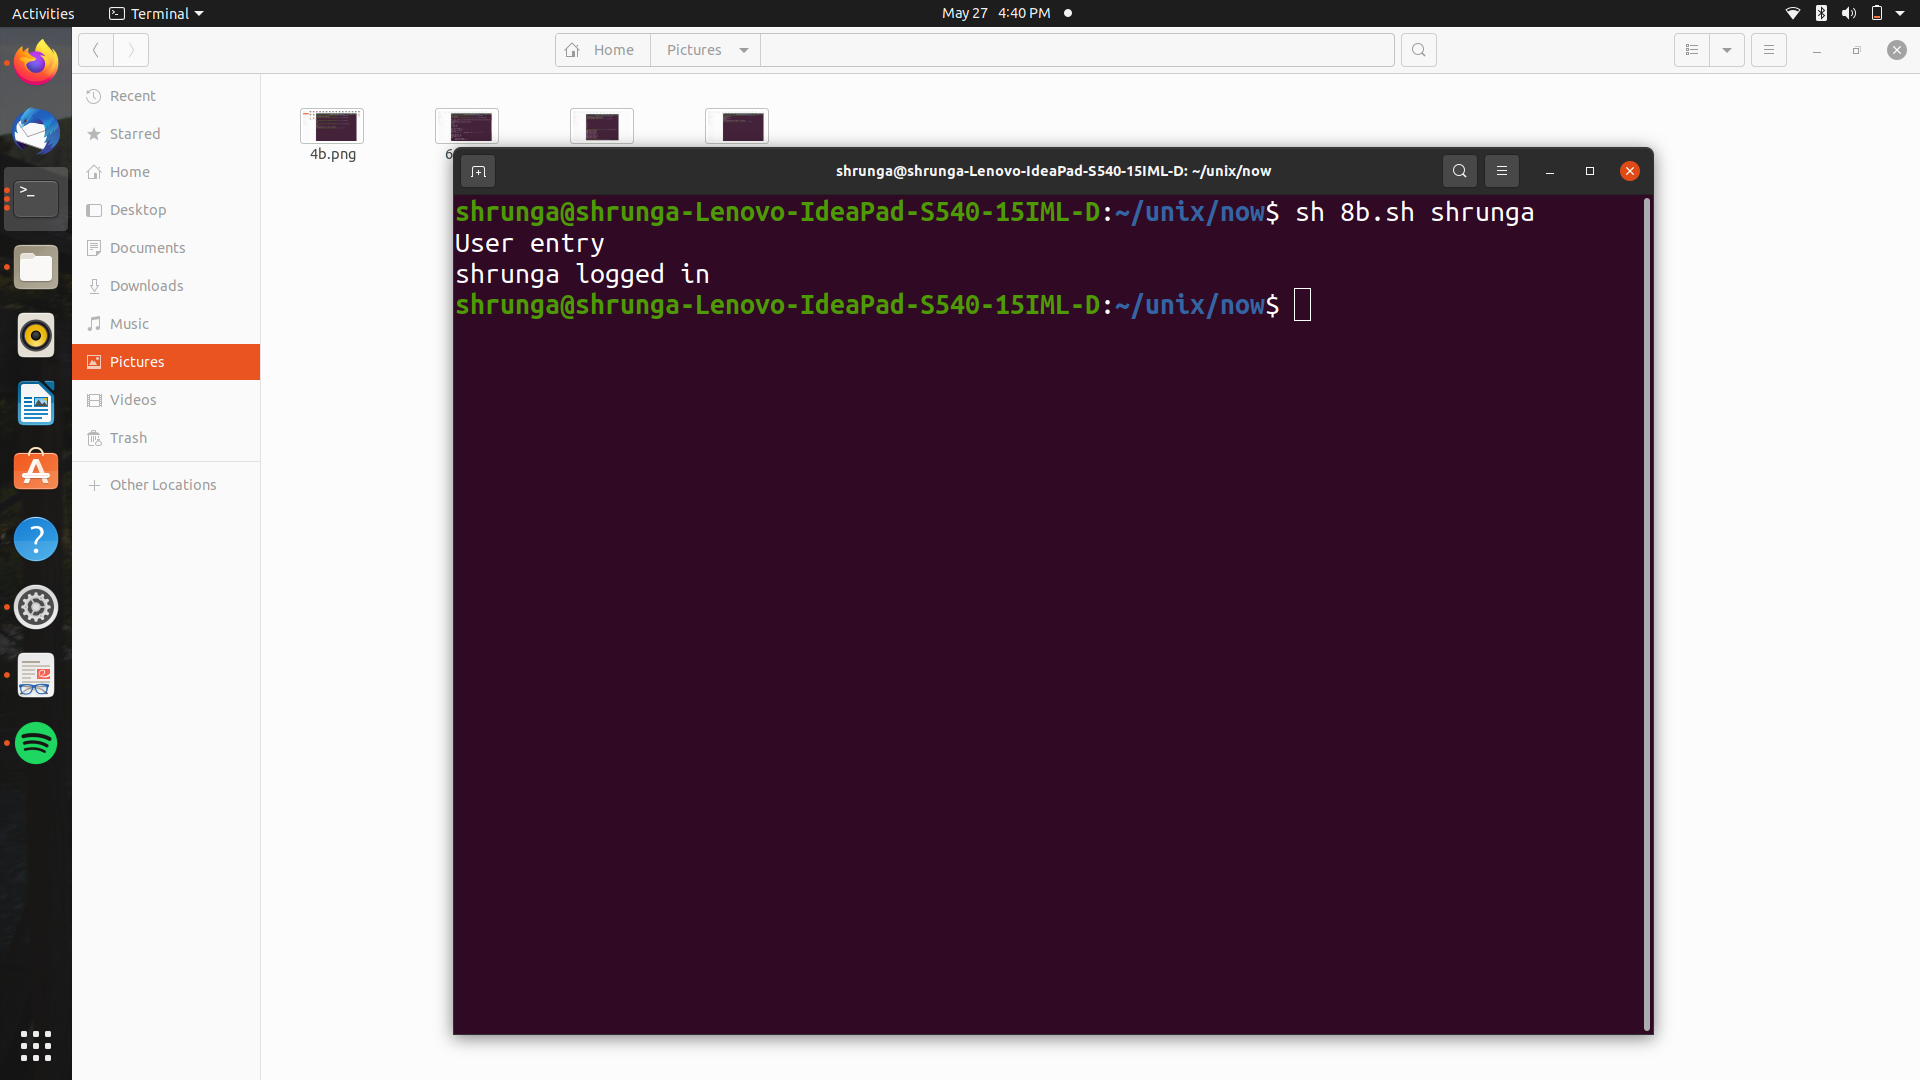 Activities
Terminal
May 27 4:40 PM
Home
Pictures
Recent
Starred
Home
Desktop
Documents
Downloads
Music
Pictures
Videos
Trash
Other Locations
4b.png
6
shrunga@shrunga-Lenovo-IdeaPad-S540-15IML-D: ~/unix/now
shrunga@shrunga-Lenovo-IdeaPad-S540-15IML-D:~/unix/now$ sh 8b.sh shrunga
User entry
shrunga logged in
shrunga@shrunga-Lenovo-IdeaPad-S540-15IML-D:~/unix/now$